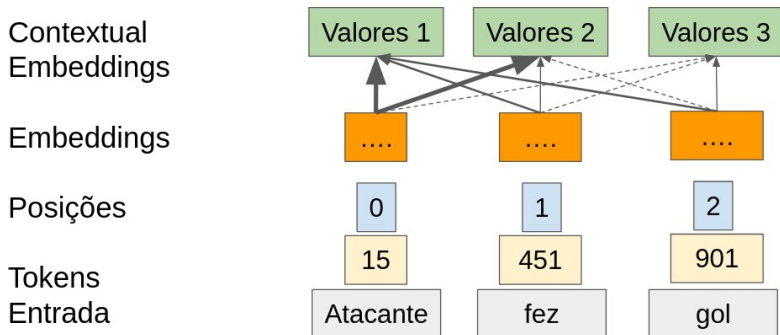 Contextual Embeddings Valores 1 Valores 2 Valores 3
Embeddings .... .... ....
Posições 0 1 2
Tokens 15 451 901
Entrada Atacante fez gol